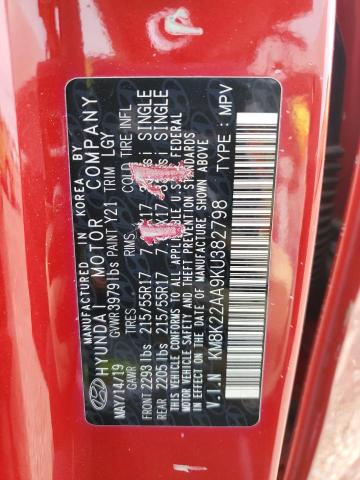 MANUFACTURED IN KOREA BY
HYUNDAI MOTOR COMPANY
MAY/14/19 GVWR 3979 lbs PAINT Y21 TRIM LGY
GAWR TIRES RIMS COLD TIRE INFL
FRONT 2293 lbs 215/55R17 SINGLE
REAR 2205 lbs 215/55R17 SINGLE
THIS VEHICLE CONFORMS TO ALL APPLICABLE U.S. FEDERAL
MOTOR VEHICLE SAFETY BUMPER AND THEFT PREVENTION STANDARDS
IN EFFECT ON THE DATE OF MANUFACTURE SHOWN ABOVE
V.I.N KM8K22AA9KU382798 TYPE : MPV